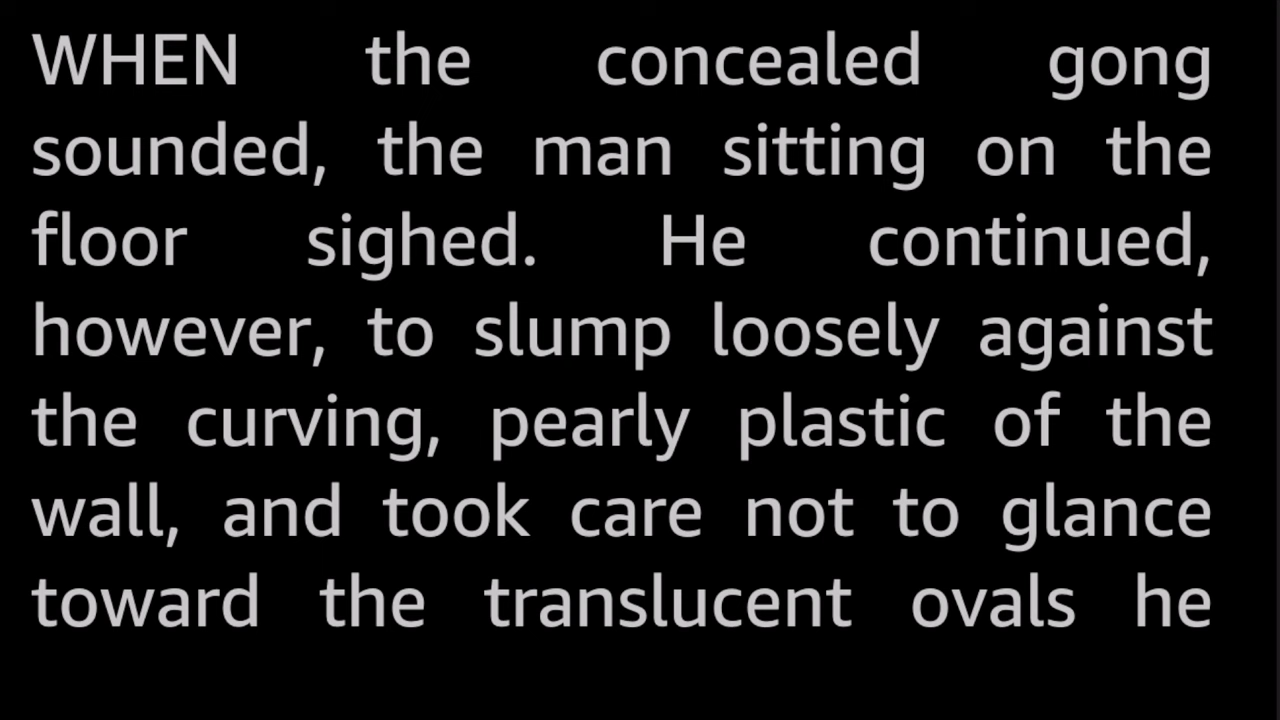 WHEN the concealed gong
sounded, the man sitting on the
floor sighed. He continued,
however, to slump loosely against
the curving, pearly plastic of the
wall, and took care not to glance
toward the translucent ovals he